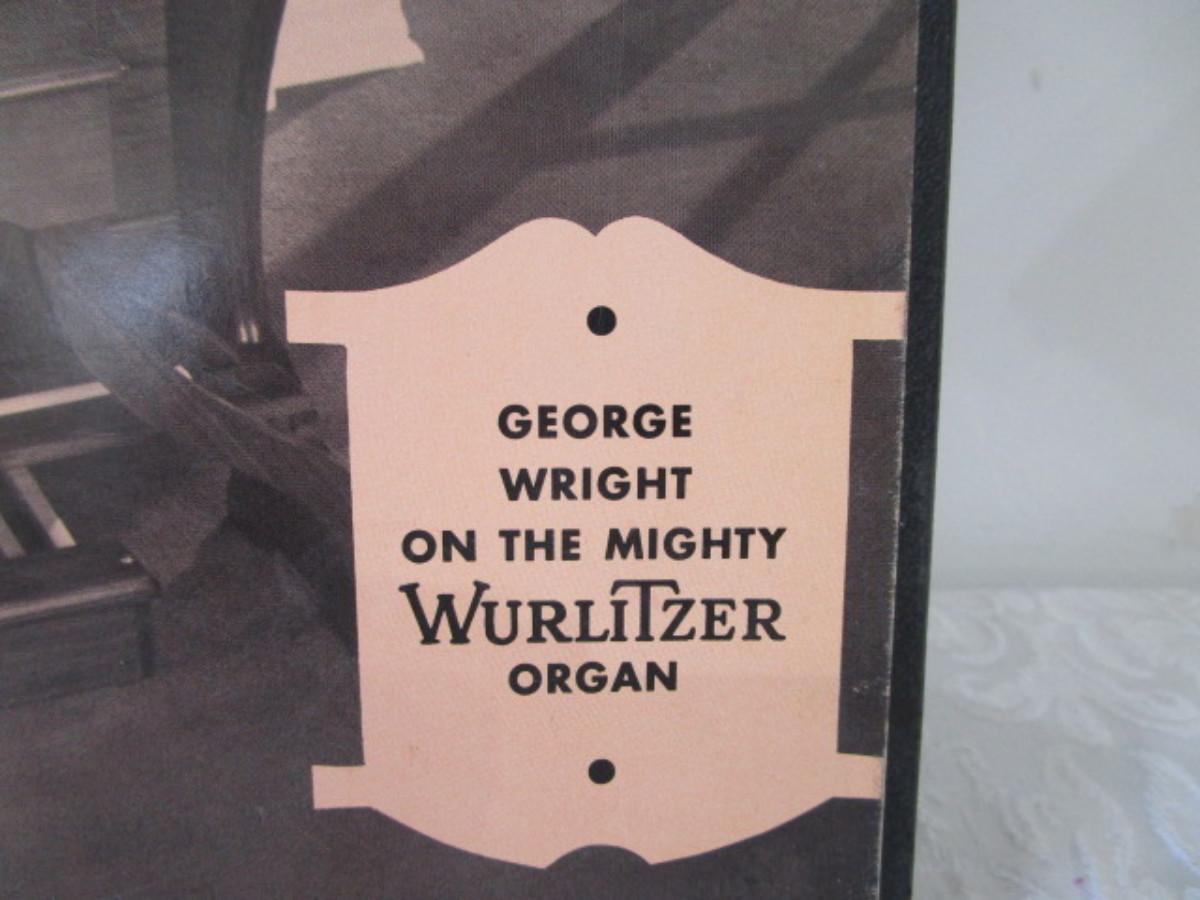 GEORGE
WRIGHT
ON THE MIGHTY
WURLiTZER
ORGAN